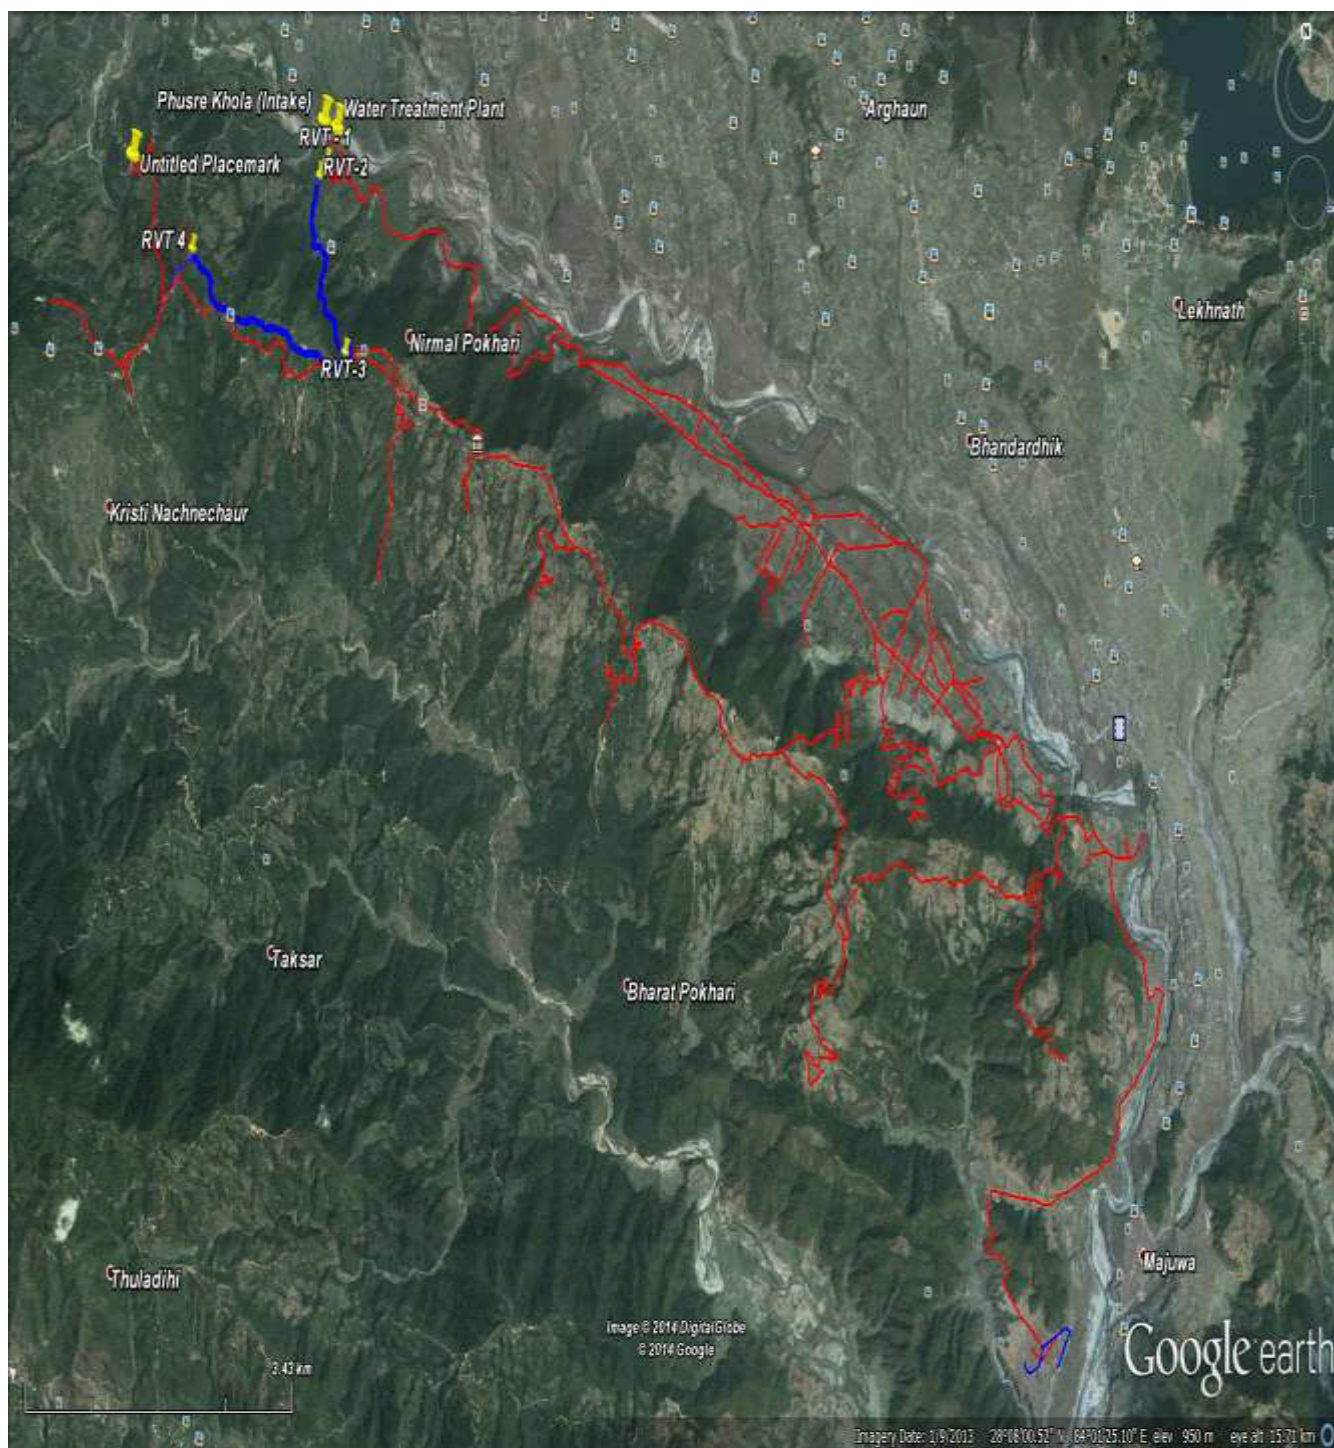 Phusre Khola (Intake)
Water Treatment Plant
Arghaun
RVT - 1
Untitled Placemark
RVT-2
RVT 4
Lekhnath
Nirmal Pokhari
RVT-3
Bhandardhik
Kristi Nachnechaur
Taksar
Bharat Pokhari
Majuwa
Thuladihi
Image © 2014 DigitalGlobe
© 2014 Google
Google earth
3.43 km
Imagery Date: 1/9/2013 28°08'00.52" N 84°01'25.10" E elev 950 m eye alt 15.71 km
N